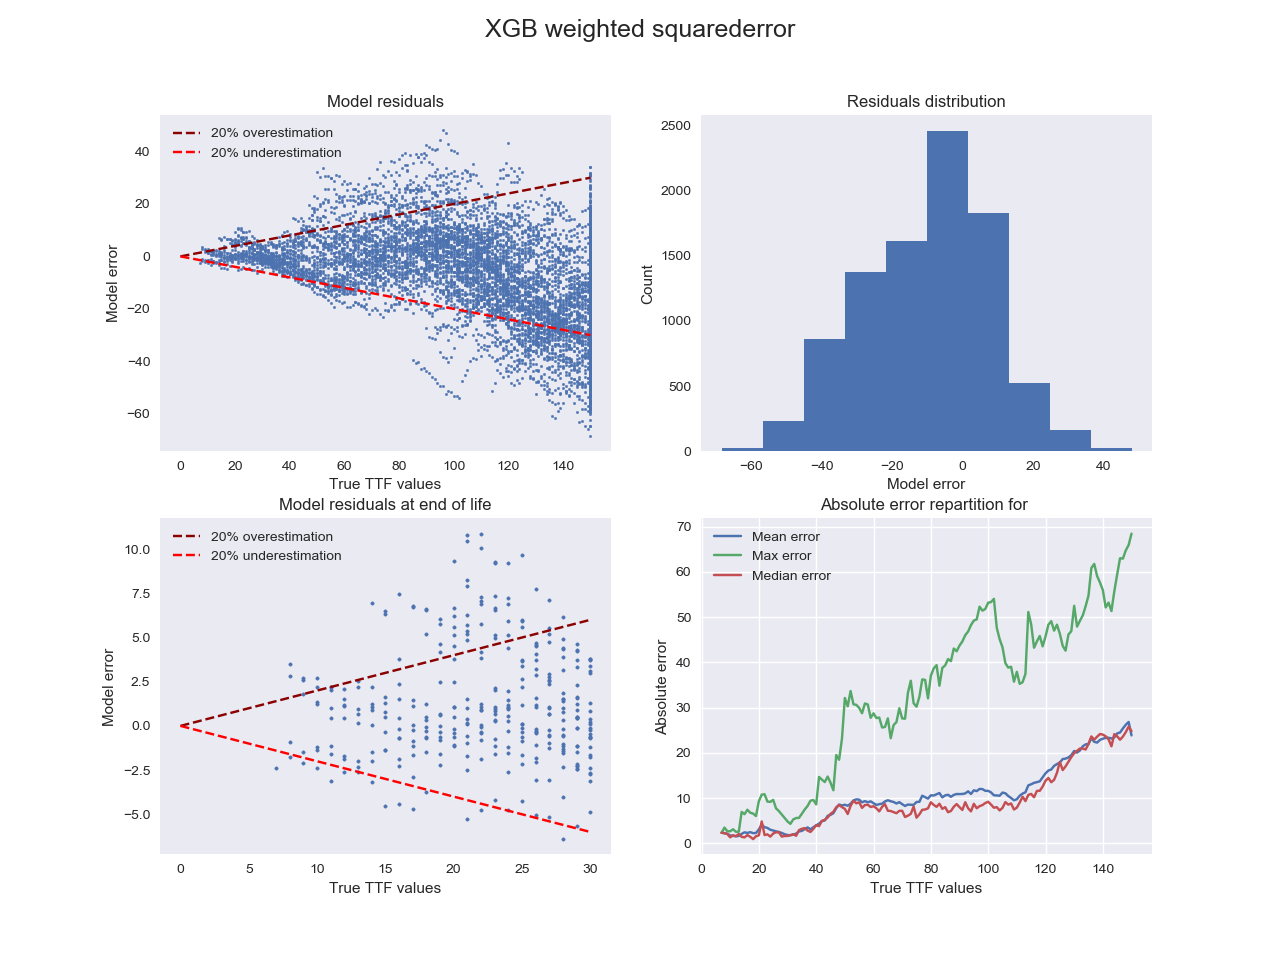 XGB weighted squarederror
Model residuals
20% overestimation
20% underestimation
40
20
0
−20
−40
−60
Model error
0 20 40 60 80 100 120 140
True TTF values
Residuals distribution
2500
2000
1500
1000
500
0
Count
−60 −40 −20 0 20 40
Model error
Model residuals at end of life
20% overestimation
20% underestimation
10.0
7.5
5.0
2.5
0.0
−2.5
−5.0
Model error
0 5 10 15 20 25 30
True TTF values
Absolute error repartition for
Mean error
Max error
Median error
70
60
50
40
30
20
10
0
Absolute error
0 20 40 60 80 100 120 140
True TTF values